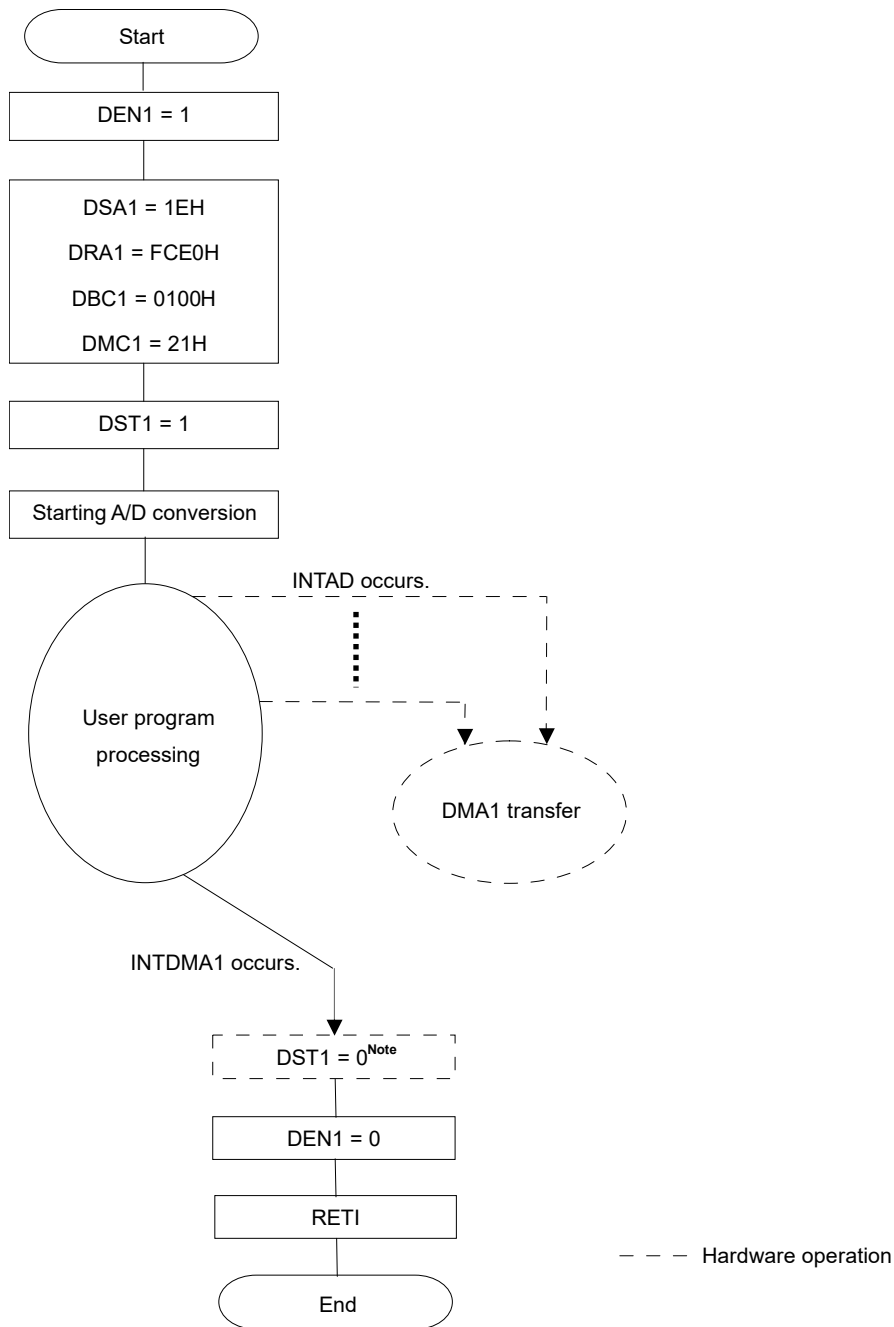 Start
DEN1 = 1
DSA1 = 1EH
DRA1 = FCE0H
DBC1 = 0100H
DMC1 = 21H
DST1 = 1
Starting A/D conversion
INTAD occurs.
User program
processing
DMA1 transfer
INTDMA1 occurs.
DST1 = 0Note
DEN1 = 0
RETI
Hardware operation
End